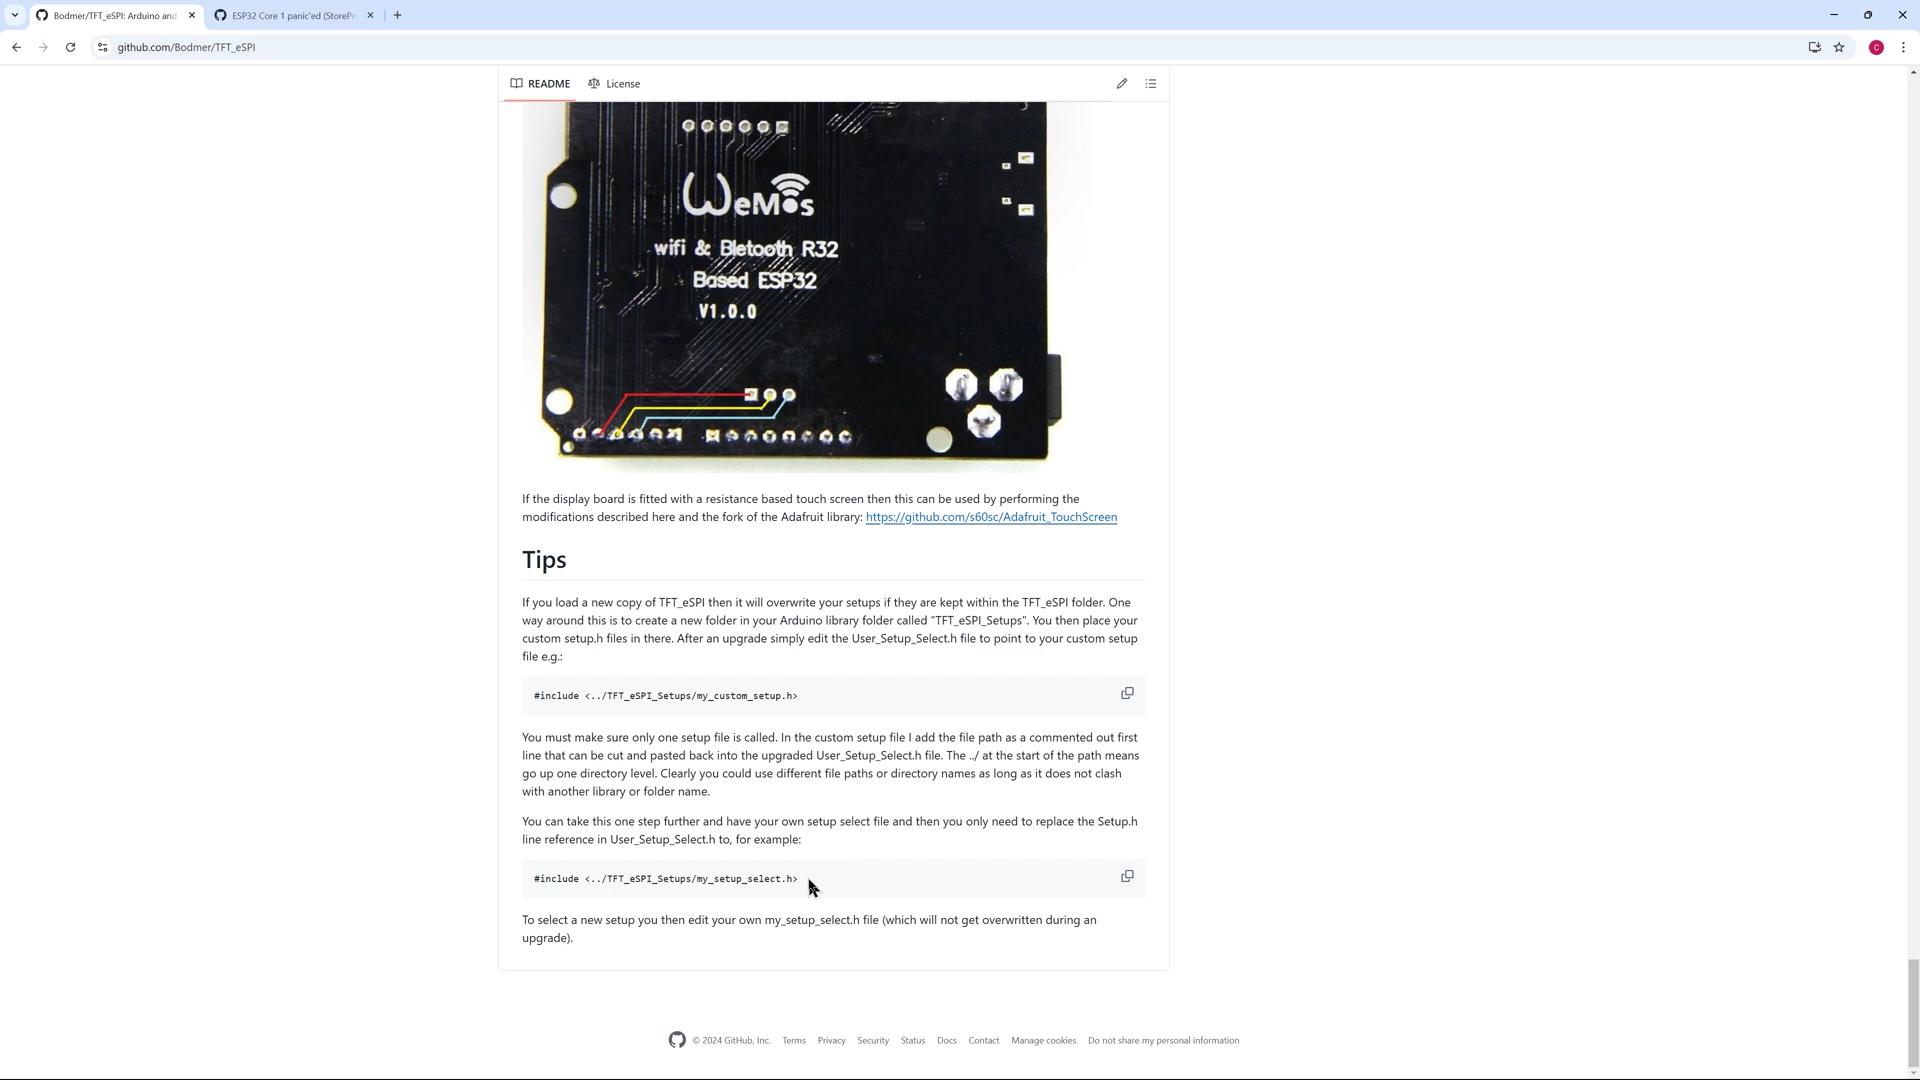 Bodmer/TFT_eSPI: Arduino and
ESP32 Core 1 panic'ed (StorePr
github.com/Bodmer/TFT_eSPI
C
README
License
WeMos
wifi & Bletooth R32
Based ESP32
V1.0.0
If the display board is fitted with a resistance based touch screen then this can be used by performing the
modifications described here and the fork of the Adafruit library: https://github.com/s60sc/Adafruit_TouchScreen
Tips
If you load a new copy of TFT_eSPI then it will overwrite your setups if they are kept within the TFT_eSPI folder. One
way around this is to create a new folder in your Arduino library folder called "TFT_eSPI_Setups". You then place your
custom setup.h files in there. After an upgrade simply edit the User_Setup_Select.h file to point to your custom setup
file e.g.:
#include <../TFT_eSPI_Setups/my_custom_setup.h>
You must make sure only one setup file is called. In the custom setup file I add the file path as a commented out first
line that can be cut and pasted back into the upgraded User_Setup_Select.h file. The ../ at the start of the path means
go up one directory level. Clearly you could use different file paths or directory names as long as it does not clash
with another library or folder name.
You can take this one step further and have your own setup select file and then you only need to replace the Setup.h
line reference in User_Setup_Select.h to, for example:
#include <../TFT_eSPI_Setups/my_setup_select.h>
To select a new setup you then edit your own my_setup_select.h file (which will not get overwritten during an
upgrade).
© 2024 GitHub, Inc. Terms Privacy Security Status Docs Contact Manage cookies Do not share my personal information